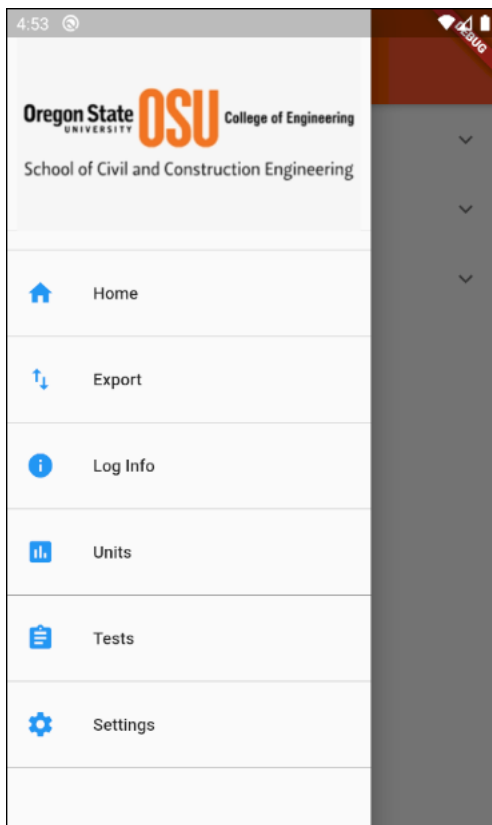 4:53
DEBUG
Oregon State
UNIVERSITY
OSU
College of Engineering
School of Civil and Construction Engineering
Home
Export
Log Info
Units
Tests
Settings